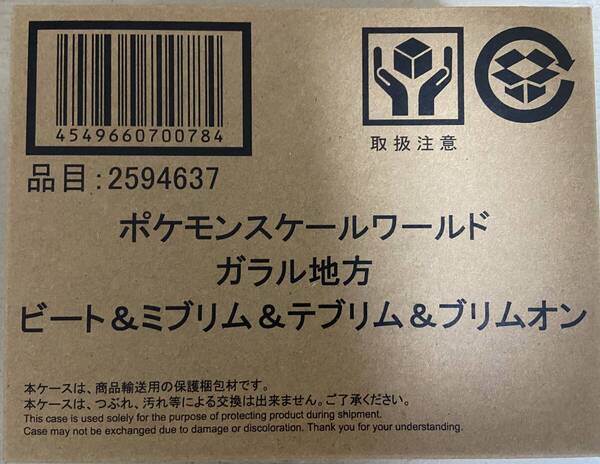 4549660700784
取扱注意
品目:2594637
ポケモンスケールワールド
ガラル地方
ビート&ミブリム&テブリム&ブリムオン
本ケースは、商品輸送用の保護梱包材です。
本ケースは、つぶれ、汚れ等による交換は出来ません。ご了承ください。
This case is used solely for the purpose of protecting product during shipment.
Case may not be exchanged due to damage or discoloration. Thank you for your understanding.